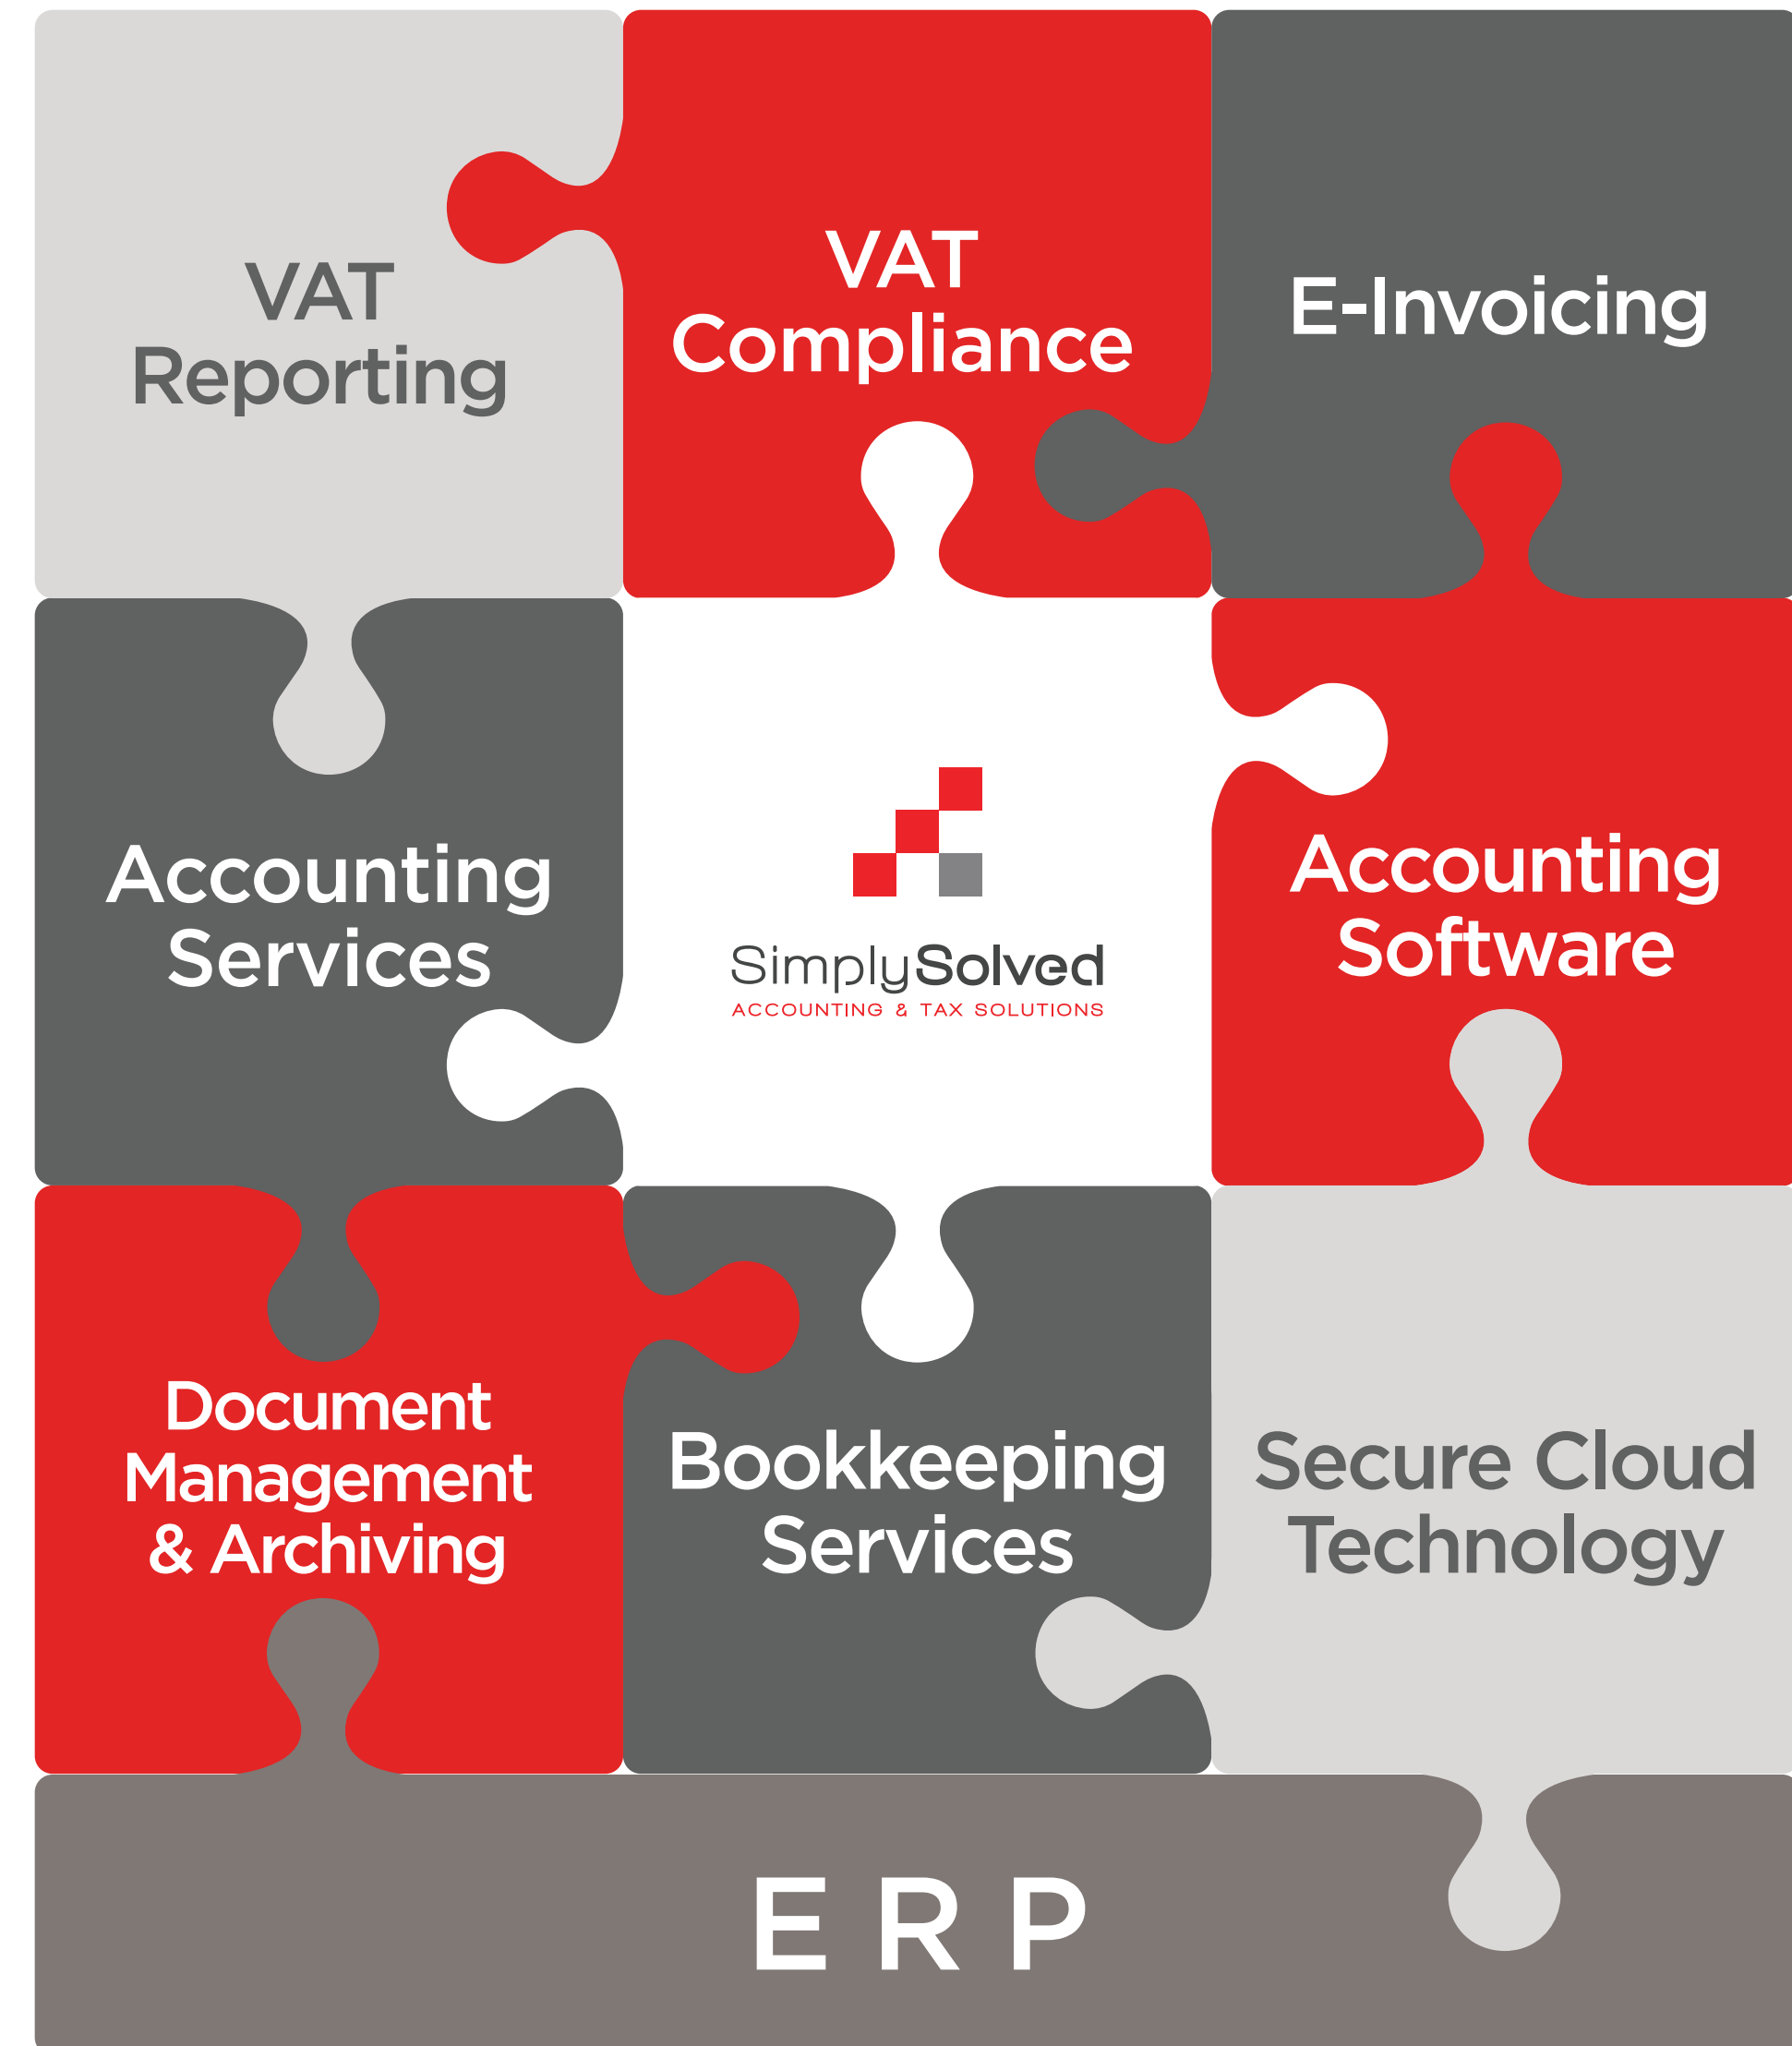 VAT
Reporting
VAT
Compliance
E-Invoicing
Accounting
Services
SimplySolved
ACCOUNTING & TAX SOLUTIONS
Accounting
Software
Document
Management
& Archiving
Bookkeeping
Services
Secure Cloud
Technology
ERP